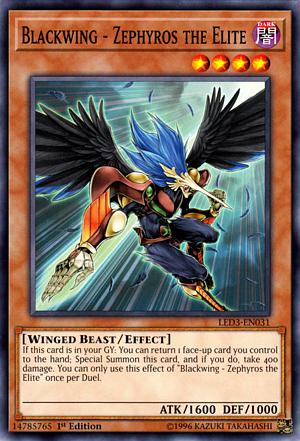 BLACKWING - ZEPHYROS THE ELITE
DARK
闇
LED3-EN031
[WINGED BEAST/EFFECT]
If this card is in your GY: You can return 1 face-up card you control
to the hand; Special Summon this card, and if you do, take 400
damage. You can only use this effect of "Blackwing - Zephyros the
Elite" once per Duel.
ATK/1600 DEF/1000
14785765 1st Edition ©1996 KAZUKI TAKAHASHI